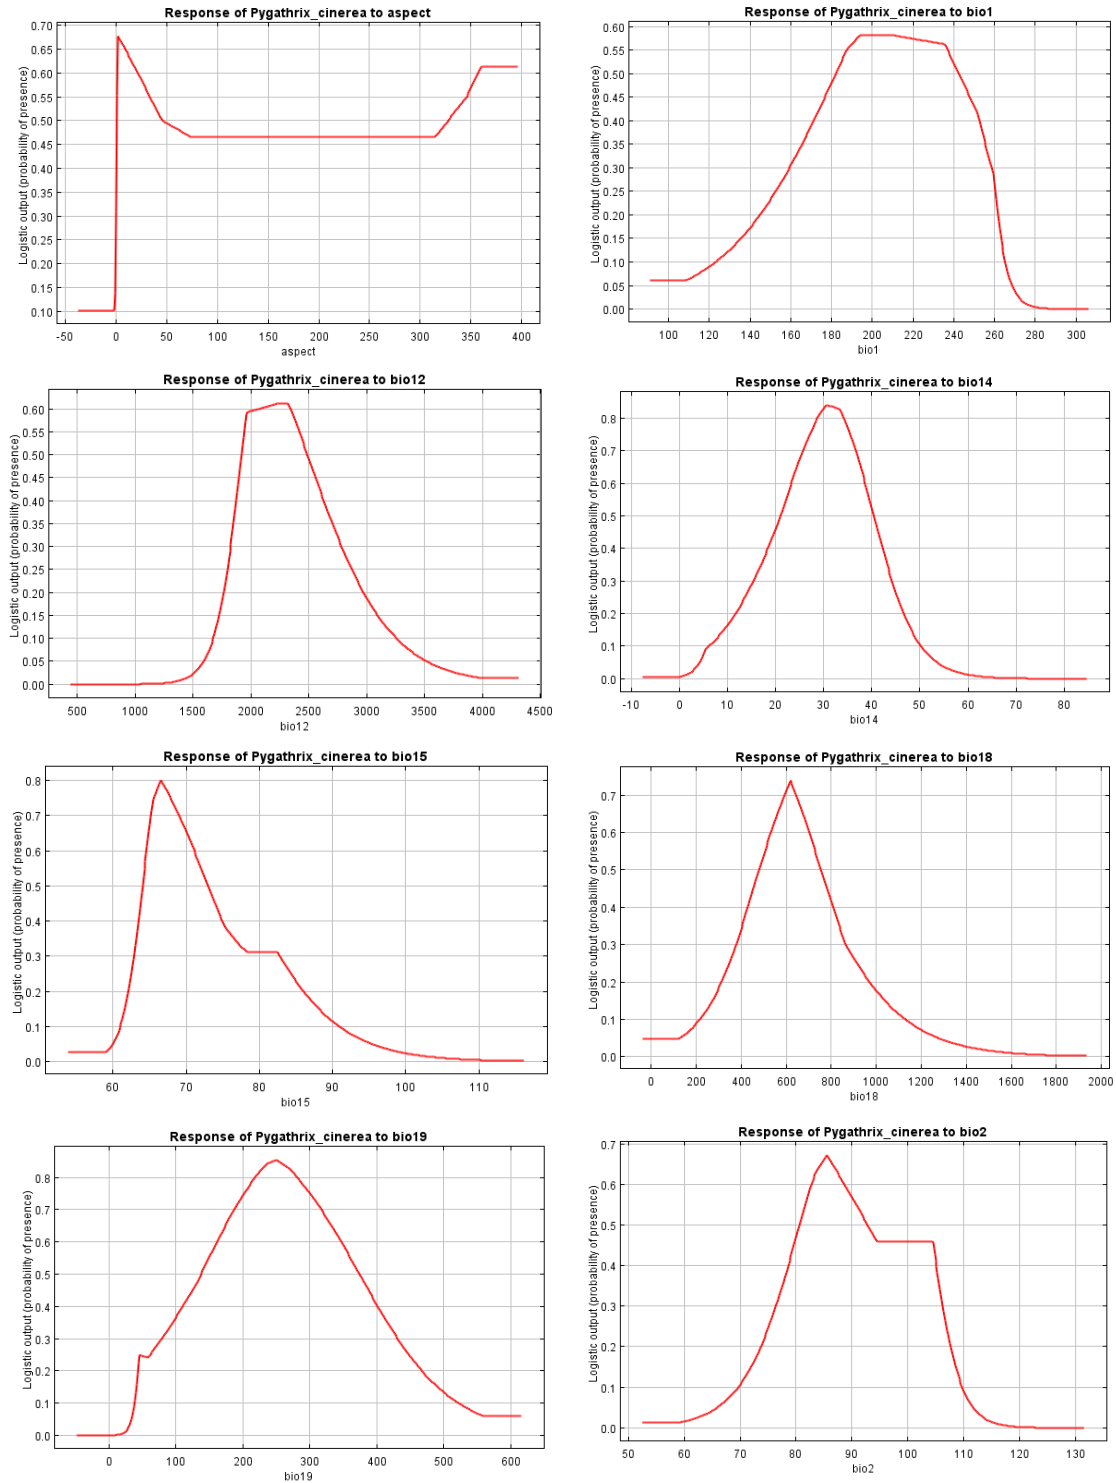 Response of Pygathrix_cinerea to aspect
Logistic output (probability of presence)
0.70
0.65
0.60
0.55
0.50
0.45
0.40
0.35
0.30
0.25
0.20
0.15
0.10
-50 0 50 100 150 200 250 300 350 400
aspect
Response of Pygathrix_cinerea to bio1
Logistic output (probability of presence)
0.60
0.55
0.50
0.45
0.40
0.35
0.30
0.25
0.20
0.15
0.10
0.05
0.00
100 120 140 160 180 200 220 240 260 280 300
bio1
Response of Pygathrix_cinerea to bio12
Logistic output (probability of presence)
0.60
0.55
0.50
0.45
0.40
0.35
0.30
0.25
0.20
0.15
0.10
0.05
0.00
500 1000 1500 2000 2500 3000 3500 4000 4500
bio12
Response of Pygathrix_cinerea to bio14
Logistic output (probability of presence)
0.8
0.7
0.6
0.5
0.4
0.3
0.2
0.1
0.0
-10 0 10 20 30 40 50 60 70 80
bio14
Response of Pygathrix_cinerea to bio15
Logistic output (probability of presence)
0.8
0.7
0.6
0.5
0.4
0.3
0.2
0.1
0.0
60 70 80 90 100 110
bio15
Response of Pygathrix_cinerea to bio18
Logistic output (probability of presence)
0.7
0.6
0.5
0.4
0.3
0.2
0.1
0.0
0 200 400 600 800 1000 1200 1400 1600 1800 2000
bio18
Response of Pygathrix_cinerea to bio19
Logistic output (probability of presence)
0.8
0.7
0.6
0.5
0.4
0.3
0.2
0.1
0.0
0 100 200 300 400 500 600
bio19
Response of Pygathrix_cinerea to bio2
Logistic output (probability of presence)
0.7
0.6
0.5
0.4
0.3
0.2
0.1
0.0
50 60 70 80 90 100 110 120 130
bio2